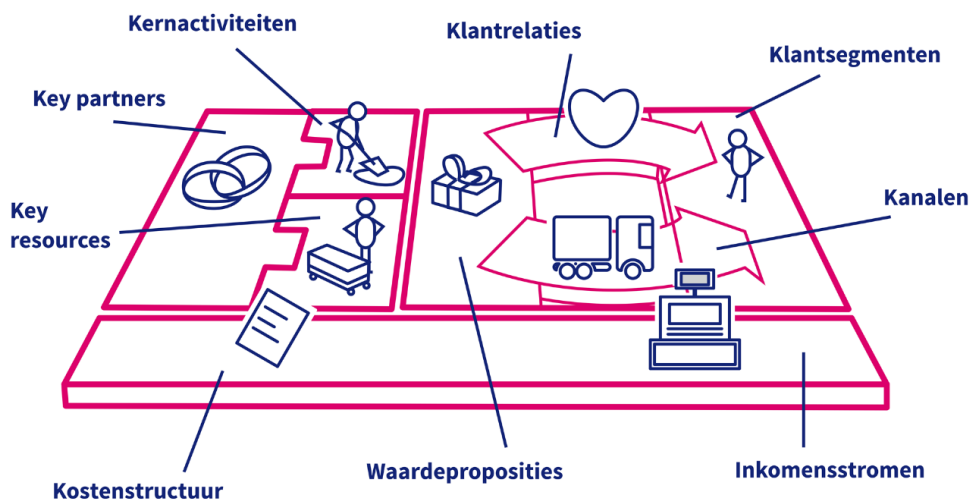 Kernactiviteiten
Klantrelaties
Klantsegmenten
Key partners
Kanalen
Key
resources
Waardeproposities
Inkomensstromen
Kostenstructuur